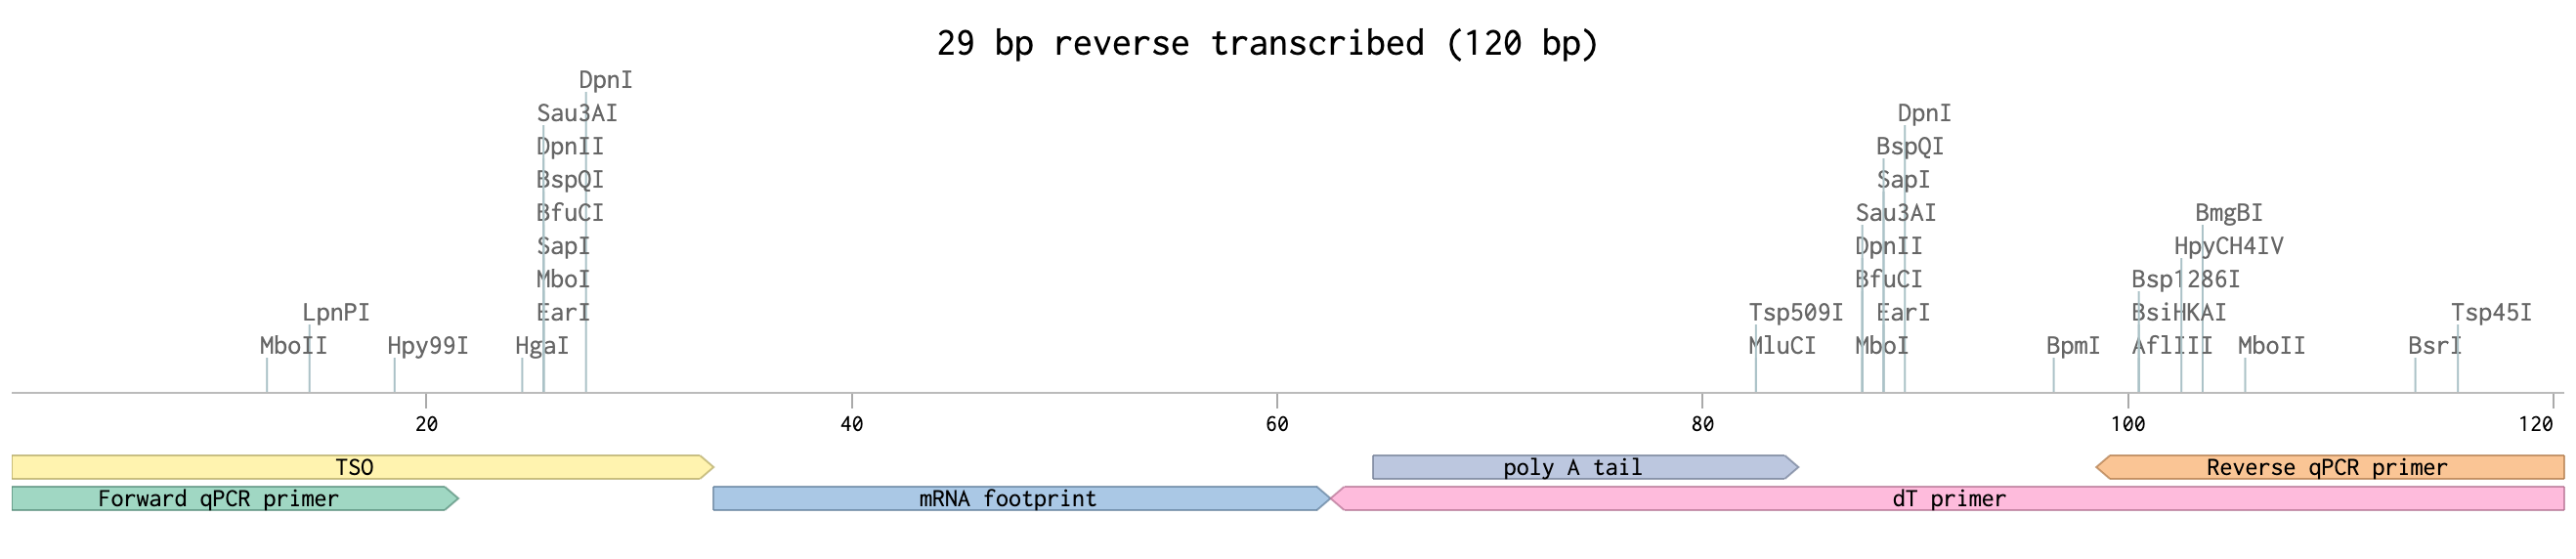 29 bp reverse transcribed (120 bp)
DpnI
Sau3AI DpnI
DpnII BspQI
BspQI SapI
BfuCI Sau3AI BmgBI
SapI DpnII HpyCH4IV
MboI BfuCI Bsp1286I
LpnPI EarI Tsp509I EarI BsiHKAI Tsp45I
MboII Hpy99I HgaI MluCI MboI BpmI AflIII MboII BsrI
20 40 60 80 100 120
TSO poly A tail Reverse qPCR primer
Forward qPCR primer mRNA footprint dT primer